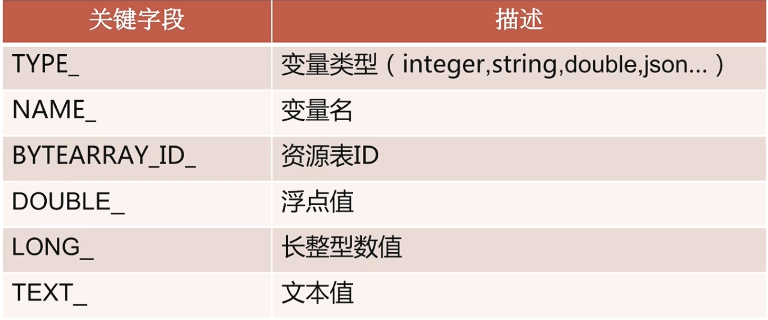 关键字段 描述
TYPE_ 变量类型（integer,string,double,json...）
NAME_ 变量名
BYTEARRAY_ID_ 资源表ID
DOUBLE_ 浮点值
LONG_ 长整型数值
TEXT_ 文本值